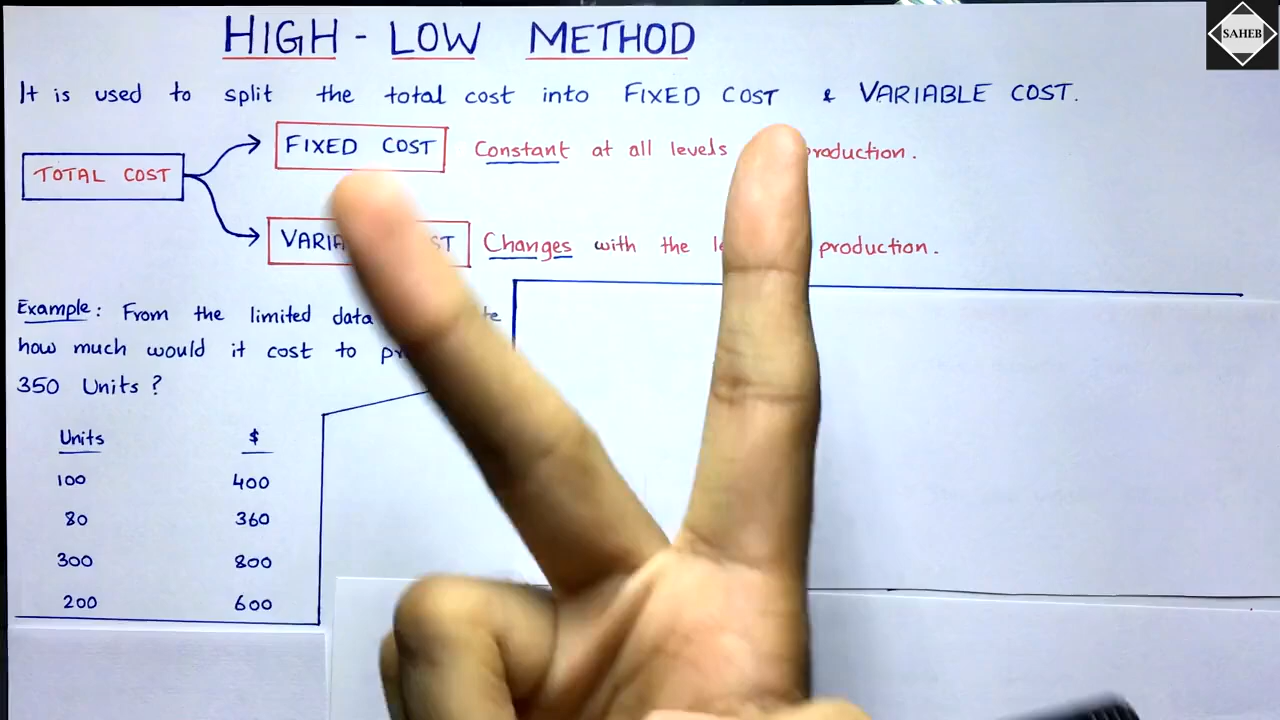 HIGH - LOW METHOD
SAHEB
It is used to split the total cost into FIXED COST & VARIABLE COST.
TOTAL COST
FIXED COST Constant at all levels production.
Changes with the production.
Example: From the limited data
how much would it cost to
350 Units?
Units $
100 400
80 360
300 800
200 600